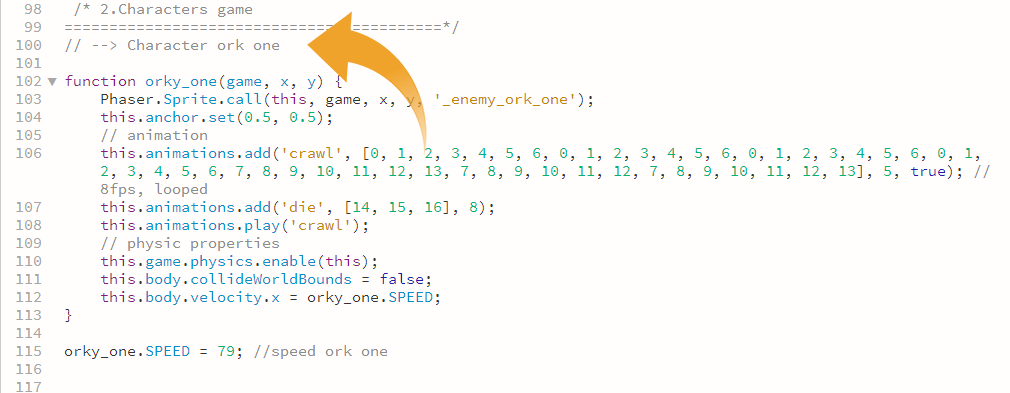 98 /* 2.Characters game
99 ==========================================*/
100 // --> Character ork one
101
102 function orky_one(game, x, y) {
103 Phaser.Sprite.call(this, game, x, y, '_enemy_ork_one');
104 this.anchor.set(0.5, 0.5);
105 // animation
106 this.animations.add('crawl', [0, 1, 2, 3, 4, 5, 6, 0, 1, 2, 3, 4, 5, 6, 0, 1, 2, 3, 4, 5, 6, 0, 1,
2, 3, 4, 5, 6, 7, 8, 9, 10, 11, 12, 13, 7, 8, 9, 10, 11, 12, 7, 8, 9, 10, 11, 12, 13], 5, true); //
8fps, looped
107 this.animations.add('die', [14, 15, 16], 8);
108 this.animations.play('crawl');
109 // physic properties
110 this.game.physics.enable(this);
111 this.body.collideWorldBounds = false;
112 this.body.velocity.x = orky_one.SPEED;
113 }
114
115 orky_one.SPEED = 79; //speed ork one
116
117